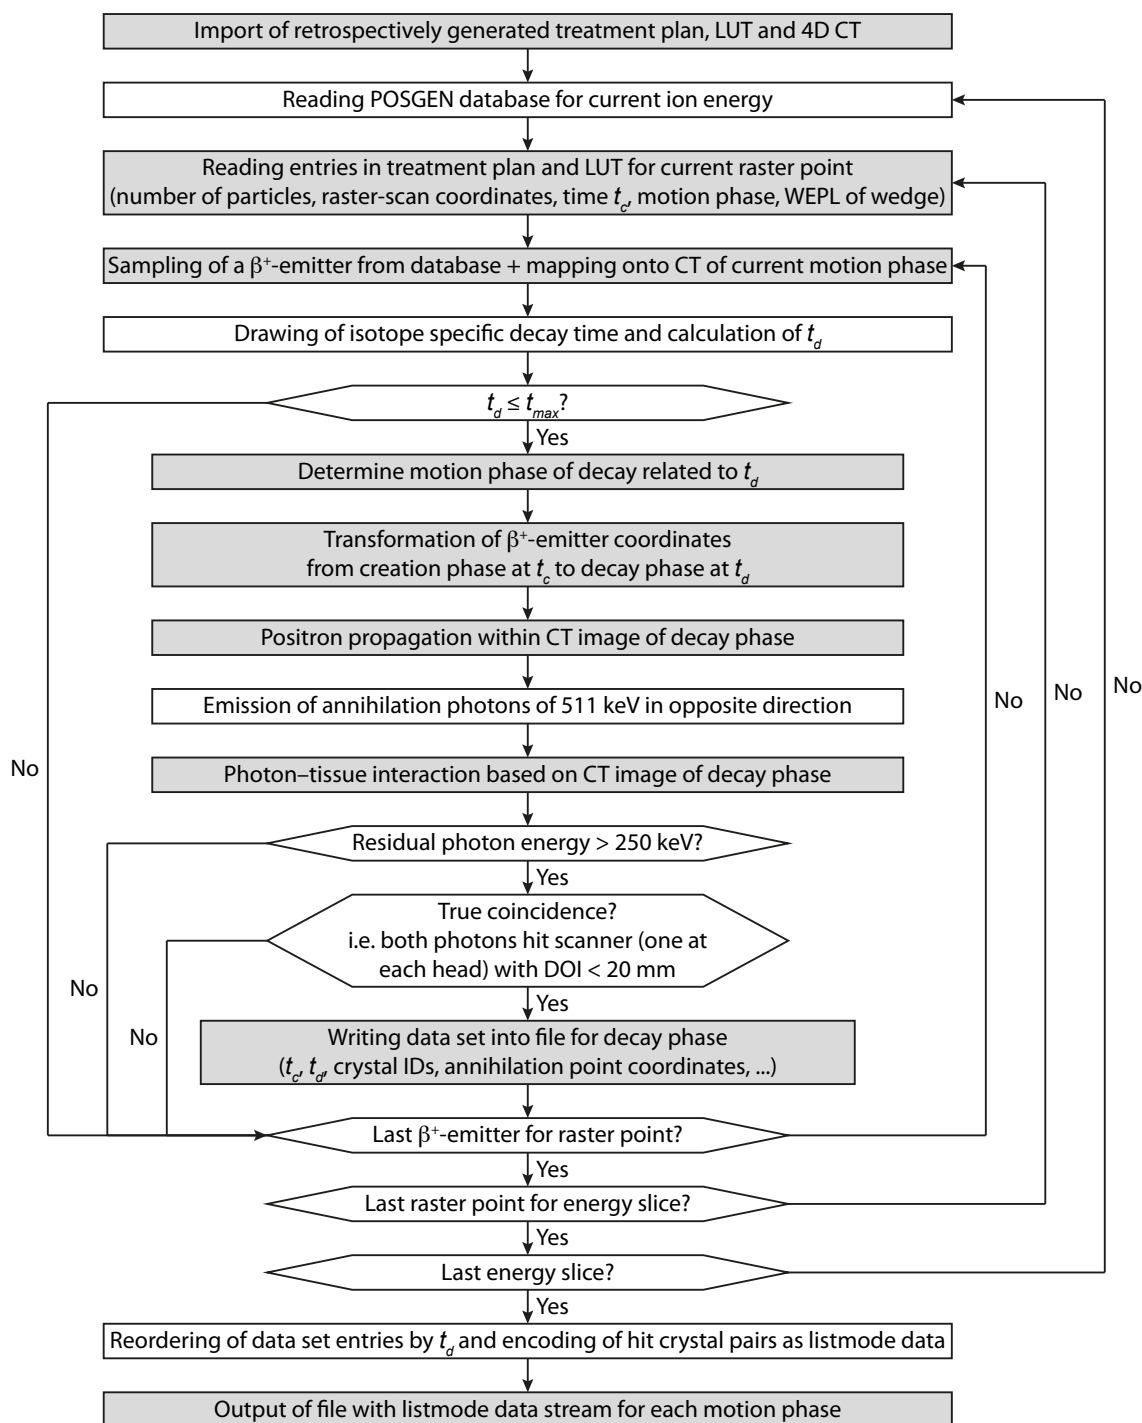 Import of retrospectively generated treatment plan, LUT and 4D CT
Reading POSGEN database for current ion energy
Reading entries in treatment plan and LUT for current raster point
(number of particles, raster-scan coordinates, time t_c, motion phase, WEPL of wedge)
Sampling of a β⁺-emitter from database + mapping onto CT of current motion phase
Drawing of isotope specific decay time and calculation of t_d
t_d ≤ t_max?
Yes
Determine motion phase of decay related to t_d
Transformation of β⁺-emitter coordinates
from creation phase at t_c to decay phase at t_d
Positron propagation within CT image of decay phase
No
No
No
Emission of annihilation photons of 511 keV in opposite direction
No
Photon–tissue interaction based on CT image of decay phase
Residual photon energy > 250 keV?
Yes
True coincidence?
i.e. both photons hit scanner (one at
each head) with DOI < 20 mm
No
Yes
No
Writing data set into file for decay phase
(t_c, t_d, crystal IDs, annihilation point coordinates, ...)
Last β⁺-emitter for raster point?
Yes
Last raster point for energy slice?
Yes
Last energy slice?
Yes
Reordering of data set entries by t_d and encoding of hit crystal pairs as listmode data
Output of file with listmode data stream for each motion phase